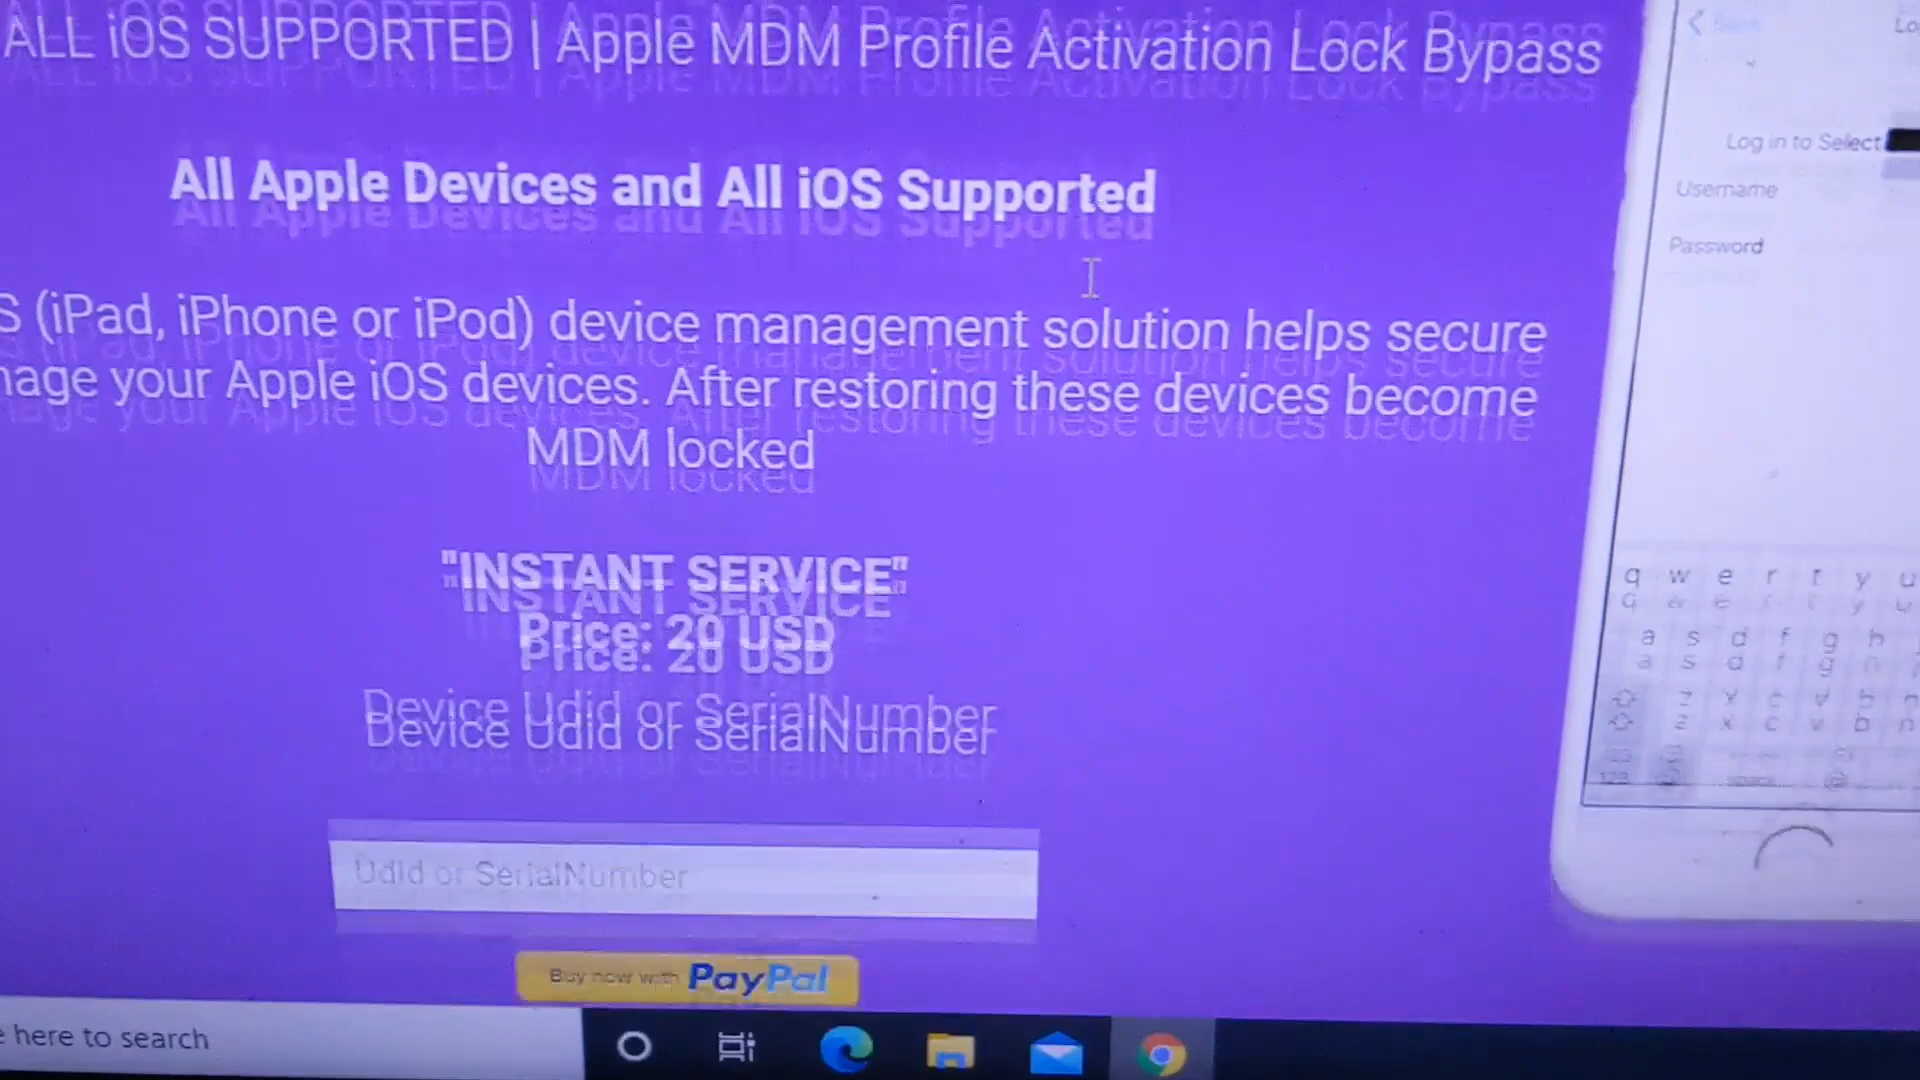 ALL iOS SUPPORTED | Apple MDM Profile Activation Lock Bypass
All Apple Devices and All iOS Supported
S (iPad, iPhone or iPod) device management solution helps secure
nage your Apple iOS devices. After restoring these devices become
MDM locked
"INSTANT SERVICE"
Price: 20 USD
Device Udid or SerialNumber
Udid or SerialNumber
Buy now with PayPal
here to search
Log in to Select
Username
Password
q w e r t y u
a s d f g h
z x c v b n
123 space @